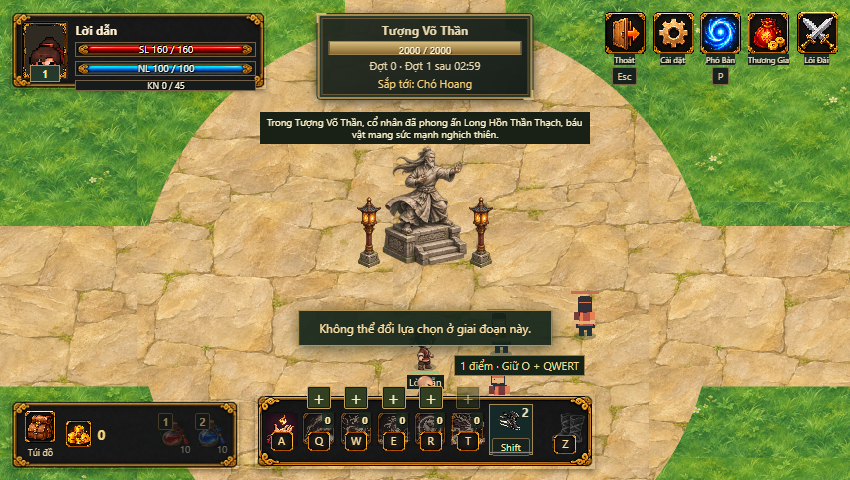 Lời dẫn
SL 160 / 160
NL 100 / 100
1
KN 0 / 45
Tượng Võ Thần
2000 / 2000
Đợt 0 · Đợt 1 sau 02:59
Sắp tới: Chó Hoang
Thoát
Cài đặt
Phó Bản
Thương Gia
Lôi Đài
Esc
P
Trong Tượng Võ Thần, cổ nhân đã phong ấn Long Hồn Thần Thạch, báu
vật mang sức mạnh nghịch thiên.
Không thể đổi lựa chọn ở giai đoạn này.
1 điểm · Giữ O + QWERT
+ + + + +
Túi đồ
0
1
10
2
10
A
0
Q
0
W
0
E
0
R
0
T
2
Shift
Z